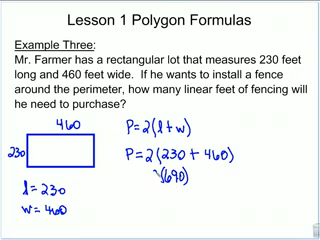 Lesson 1 Polygon Formulas
Example Three:
Mr. Farmer has a rectangular lot that measures 230 feet
long and 460 feet wide.  If he wants to install a fence
around the perimeter, how many linear feet of fencing will
he need to purchase?
460
230
l = 230
w = 460
P = 2(l + w)
P = 2(230 + 460)
(690)